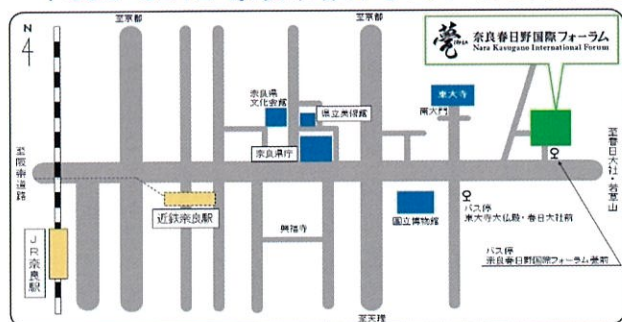 N
至京都
至京都
甍
IRAKA
奈良春日野国際フォーラム
Nara Kasugano International Forum
奈良県
文化会館
県立美術館
東大寺
南大門
奈良県庁
至阪奈道路
至春日大社・若草山
近鉄奈良駅
国立博物館
バス停
東大寺大仏殿・春日大社前
興福寺
JR奈良駅
バス停
奈良春日野国際フォーラム甍前
至天理